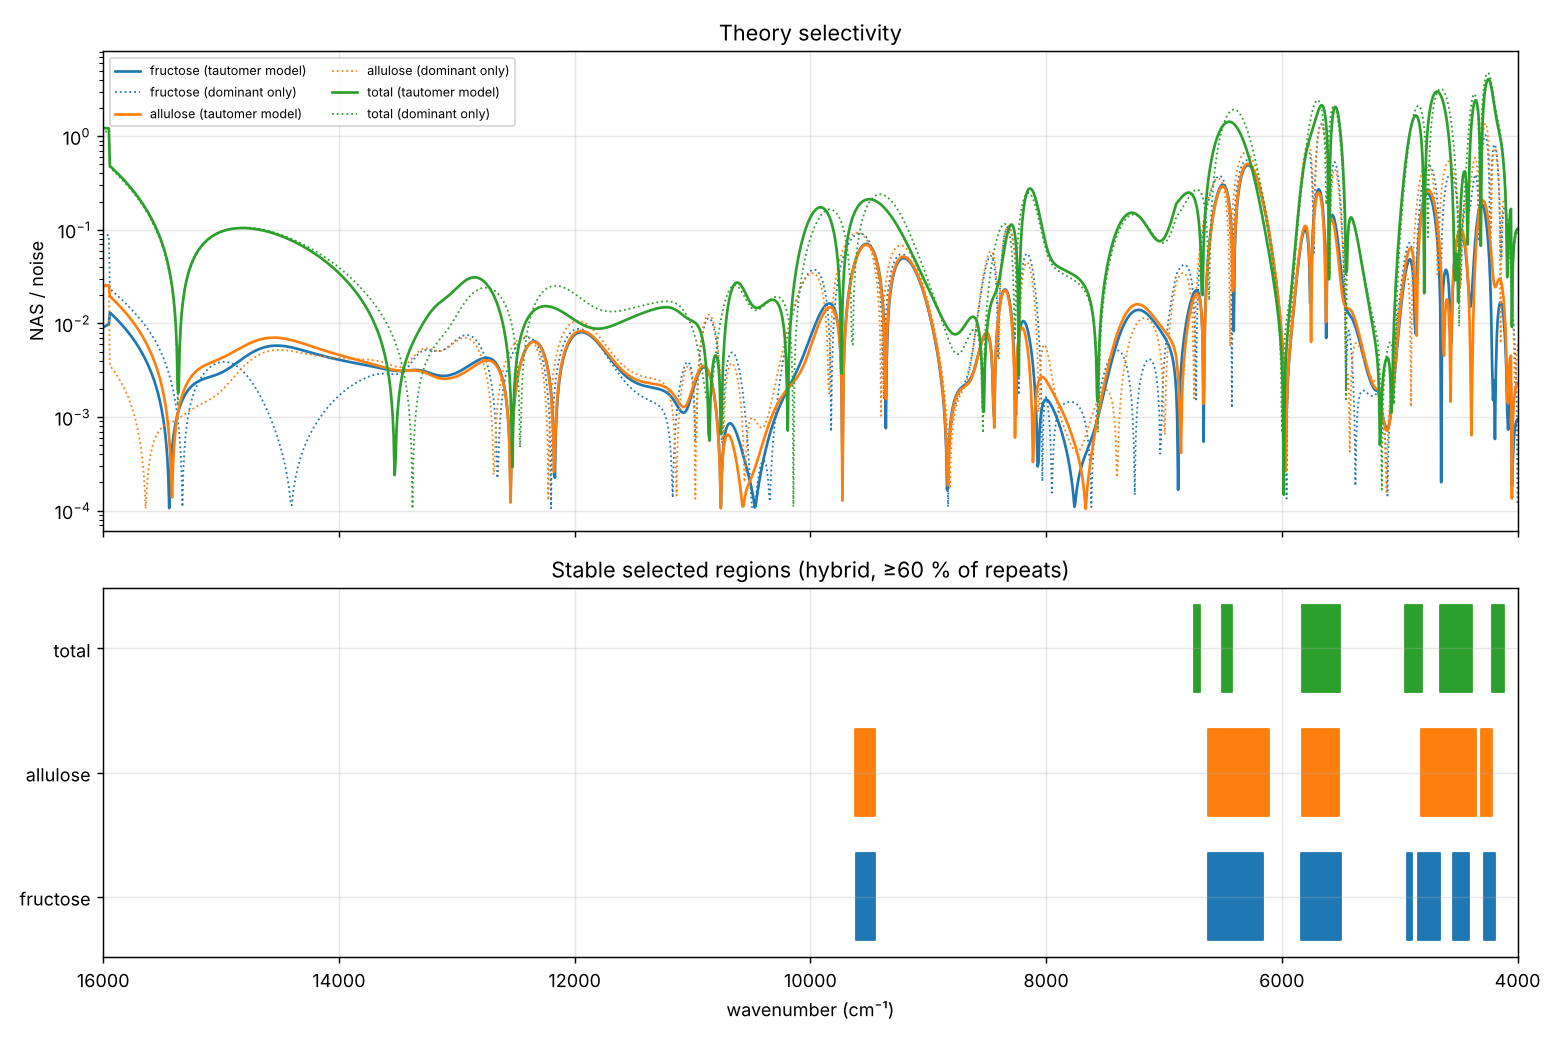 Theory selectivity
fructose (tautomer model)
fructose (dominant only)
allulose (tautomer model)
allulose (dominant only)
total (tautomer model)
total (dominant only)
NAS / noise
10⁰
10⁻¹
10⁻²
10⁻³
10⁻⁴
Stable selected regions (hybrid, ≥60 % of repeats)
total
allulose
fructose
16000 14000 12000 10000 8000 6000 4000
wavenumber (cm⁻¹)